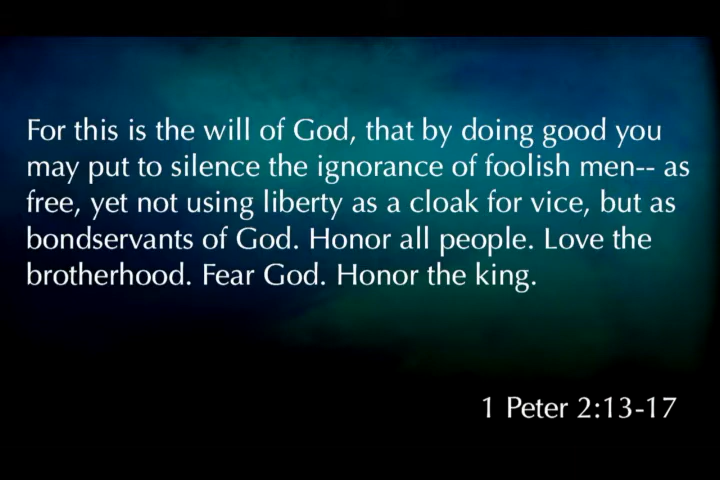 For this is the will of God, that by doing good you
may put to silence the ignorance of foolish men-- as
free, yet not using liberty as a cloak for vice, but as
bondservants of God. Honor all people. Love the
brotherhood. Fear God. Honor the king.
1 Peter 2:13-17